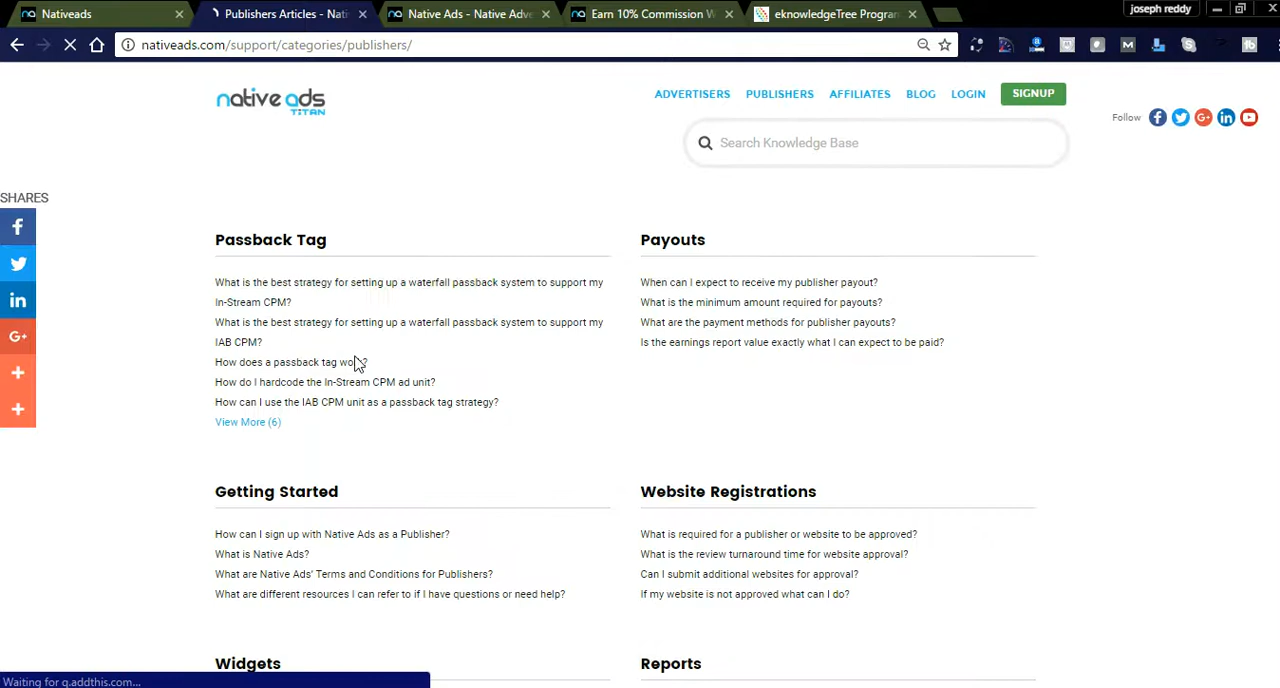 Nativeads
Publishers Articles - Nati
Native Ads - Native Adve
Earn 10% Commission W
eknowledgeTree Program
joseph reddy
nativeads.com/support/categories/publishers/
native ads
TITAN
ADVERTISERS PUBLISHERS AFFILIATES BLOG LOGIN SIGNUP
Follow
Search Knowledge Base
SHARES
Passback Tag
What is the best strategy for setting up a waterfall passback system to support my
In-Stream CPM?
What is the best strategy for setting up a waterfall passback system to support my
IAB CPM?
How does a passback tag work?
How do I hardcode the In-Stream CPM ad unit?
How can I use the IAB CPM unit as a passback tag strategy?
View More (6)
Payouts
When can I expect to receive my publisher payout?
What is the minimum amount required for payouts?
What are the payment methods for publisher payouts?
Is the earnings report value exactly what I can expect to be paid?
Getting Started
How can I sign up with Native Ads as a Publisher?
What is Native Ads?
What are Native Ads' Terms and Conditions for Publishers?
What are different resources I can refer to if I have questions or need help?
Website Registrations
What is required for a publisher or website to be approved?
What is the review turnaround time for website approval?
Can I submit additional websites for approval?
If my website is not approved what can I do?
Widgets
Reports
Waiting for q.addthis.com...